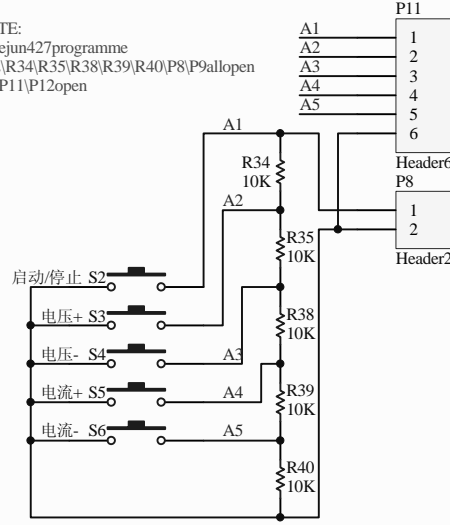 TE:
ejun427programme
\R34\R35\R38\R39\R40\P8\P9allopen
P11\P12open
P11
A1
1
A2
2
A3
3
A4
4
A5
5
6
Header6
P8
1
2
Header2
A1
R34
10K
A2
R35
10K
启动/停止 S2
电压+ S3
R38
10K
电压- S4
A3
电流+ S5
A4
R39
10K
电流- S6
A5
R40
10K